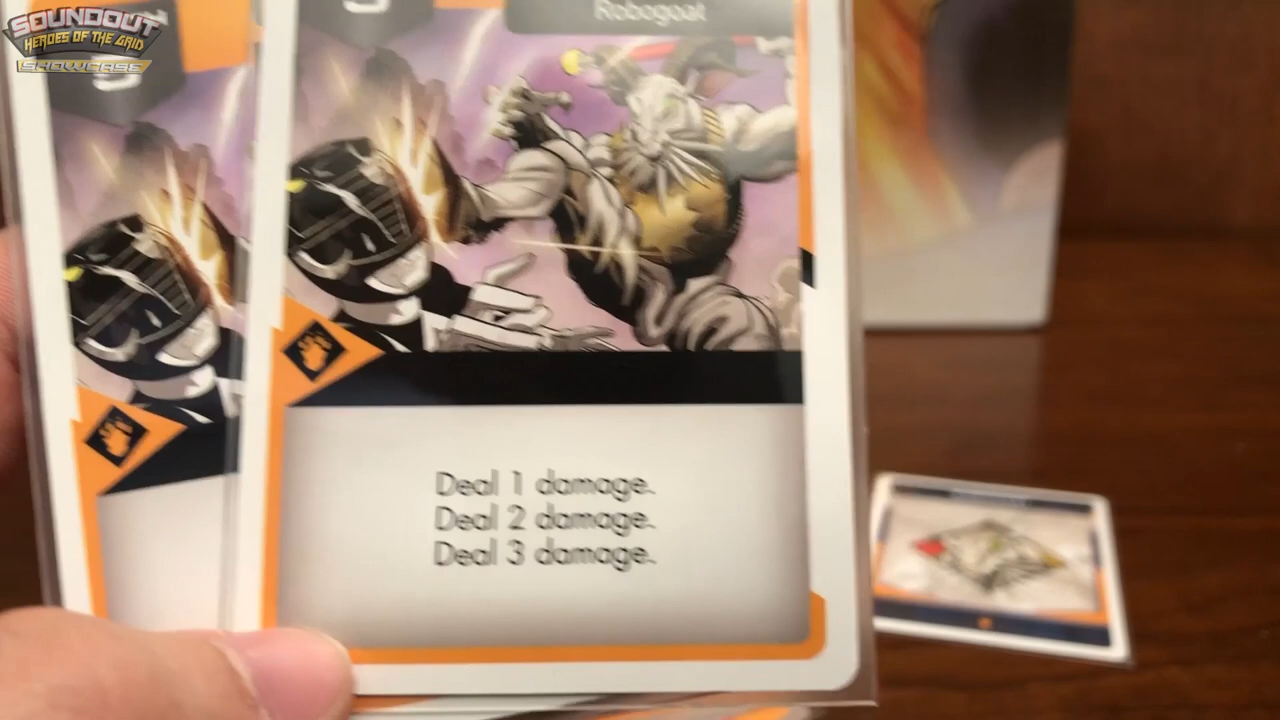 SOUNDOUT
HEROES OF THE GRID
SHOWCASE
Robogoat
Deal 1 damage.
Deal 2 damage.
Deal 3 damage.